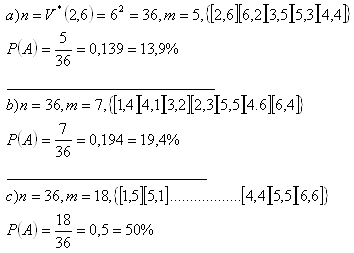 a)n = V*(2,6) = 6² = 36, m = 5, {[2,6][6,2][3,5][5,3][4,4]}
P(A) = 5/36 = 0,139 = 13,9%
b)n = 36, m = 7, {[1,4][4,1][3,2][2,3][5,5][4.6][6,4]}
P(A) = 7/36 = 0,194 = 19,4%
c)n = 36, m = 18, {[1,5][5,1]..................[4,4][5,5][6,6]}
P(A) = 18/36 = 0,5 = 50%